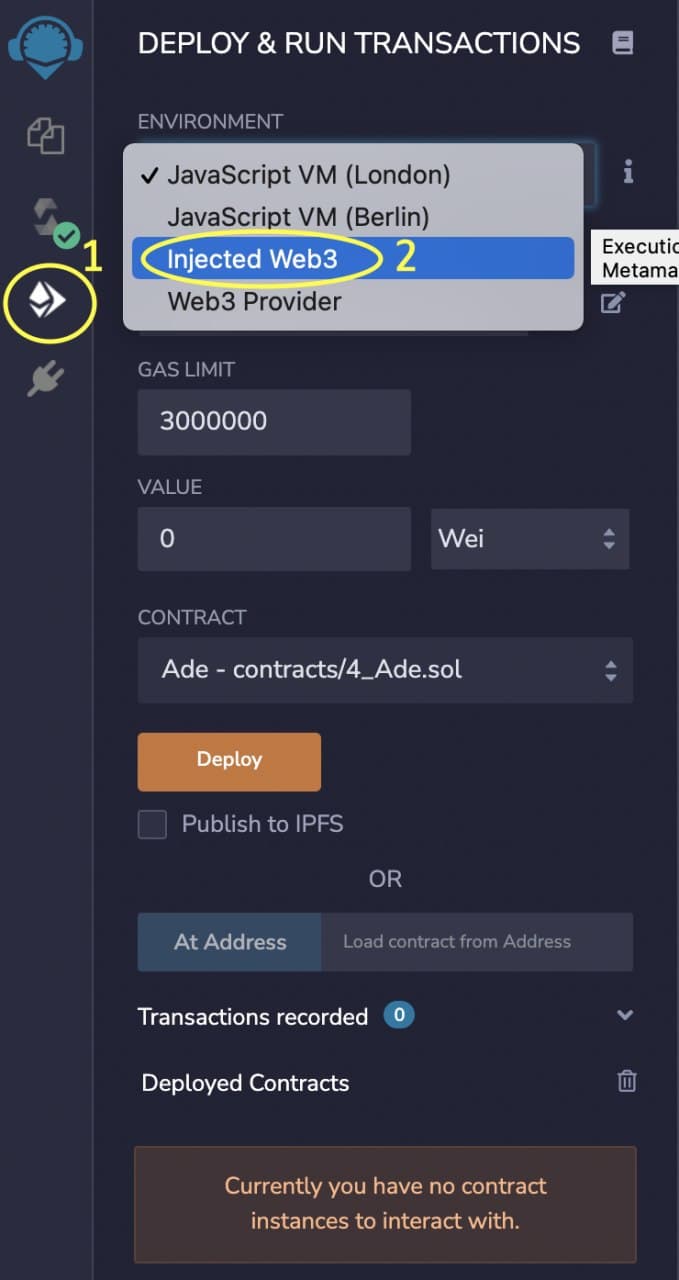 DEPLOY & RUN TRANSACTIONS
ENVIRONMENT
✓ JavaScript VM (London)
JavaScript VM (Berlin)
1
Injected Web3 2
Web3 Provider
Executio
Metama
GAS LIMIT
3000000
VALUE
0 Wei
CONTRACT
Ade - contracts/4_Ade.sol
Deploy
Publish to IPFS
OR
At Address Load contract from Address
Transactions recorded 0
Deployed Contracts
Currently you have no contract
instances to interact with.